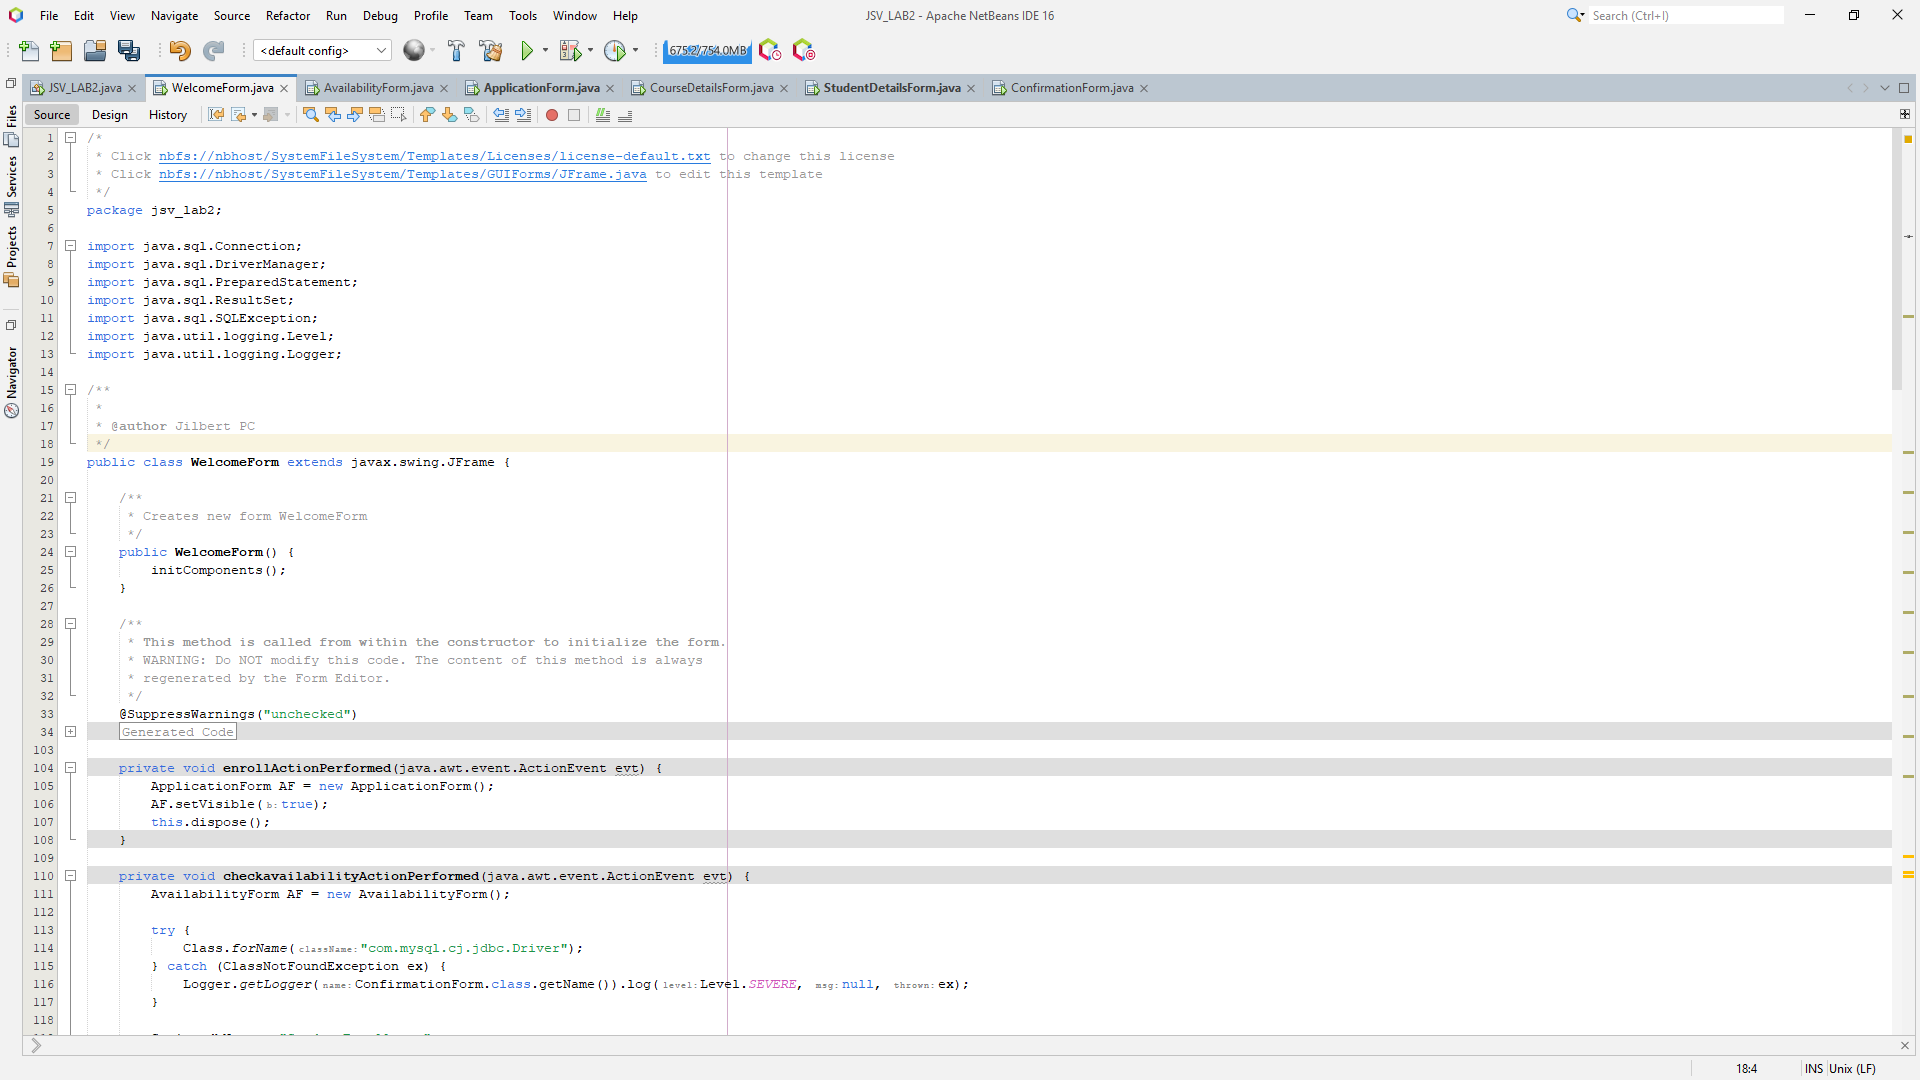 File Edit View Navigate Source Refactor Run Debug Profile Team Tools Window Help
JSV_LAB2 - Apache NetBeans IDE 16
Search (Ctrl+I)
<default config>
675.2/754.0MB
JSV_LAB2.java
WelcomeForm.java
AvailabilityForm.java
ApplicationForm.java
CourseDetailsForm.java
StudentDetailsForm.java
ConfirmationForm.java
Source Design History
Files
Services
Projects
Navigator
1 /*
2 * Click nbfs://nbhost/SystemFileSystem/Templates/Licenses/license-default.txt to change this license
3 * Click nbfs://nbhost/SystemFileSystem/Templates/GUIForms/JFrame.java to edit this template
4 */
5 package jsv_lab2;
6
7 import java.sql.Connection;
8 import java.sql.DriverManager;
9 import java.sql.PreparedStatement;
10 import java.sql.ResultSet;
11 import java.sql.SQLException;
12 import java.util.logging.Level;
13 import java.util.logging.Logger;
14
15 /**
16 *
17 * @author Jilbert PC
18 */
19 public class WelcomeForm extends javax.swing.JFrame {
20
21 /**
22 * Creates new form WelcomeForm
23 */
24 public WelcomeForm() {
25 initComponents();
26 }
27
28 /**
29 * This method is called from within the constructor to initialize the form.
30 * WARNING: Do NOT modify this code. The content of this method is always
31 * regenerated by the Form Editor.
32 */
33 @SuppressWarnings("unchecked")
34 Generated Code
103
104 private void enrollActionPerformed(java.awt.event.ActionEvent evt) {
105 ApplicationForm AF = new ApplicationForm();
106 AF.setVisible(b: true);
107 this.dispose();
108 }
109
110 private void checkavailabilityActionPerformed(java.awt.event.ActionEvent evt) {
111 AvailabilityForm AF = new AvailabilityForm();
112
113 try {
114 Class.forName(className: "com.mysql.cj.jdbc.Driver");
115 } catch (ClassNotFoundException ex) {
116 Logger.getLogger(name: ConfirmationForm.class.getName()).log(level: Level.SEVERE, msg: null, thrown: ex);
117 }
118
18:4 INS Unix (LF)